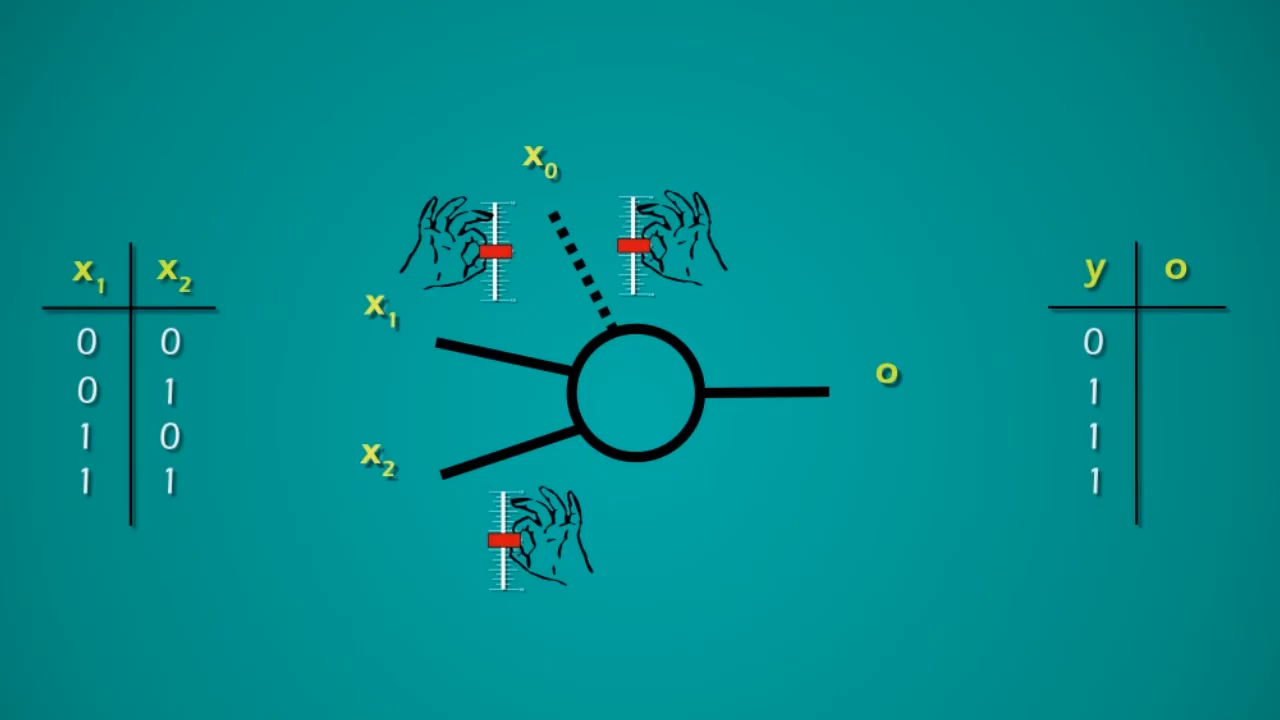 x₀
x₁ x₂
0 0
0 1
1 0
1 1
x₁
x₂
o
y o
0
1
1
1